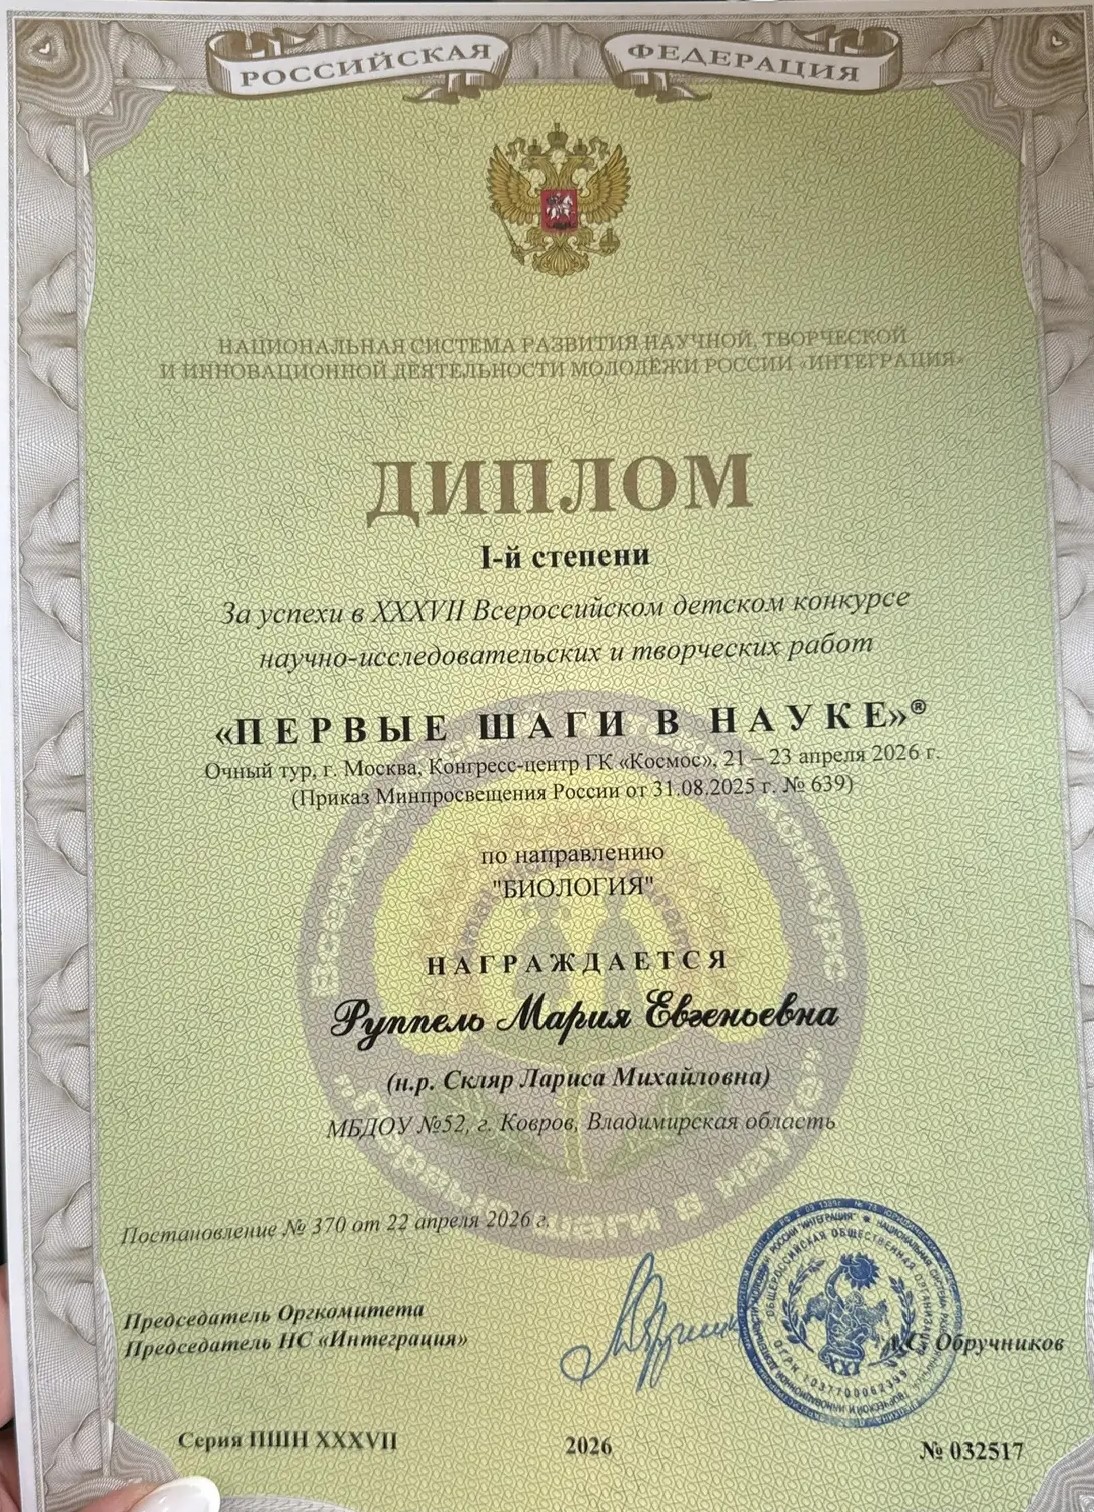 РОССИЙСКАЯ ФЕДЕРАЦИЯ
НАЦИОНАЛЬНАЯ СИСТЕМА РАЗВИТИЯ НАУЧНОЙ, ТВОРЧЕСКОЙ
И ИННОВАЦИОННОЙ ДЕЯТЕЛЬНОСТИ МОЛОДЁЖИ РОССИИ «ИНТЕГРАЦИЯ»
ДИПЛОМ
I-й степени
За успехи в XXXVII Всероссийском детском конкурсе
научно-исследовательских и творческих работ
«ПЕРВЫЕ ШАГИ В НАУКЕ»®
Очный тур, г. Москва, Конгресс-центр ГК «Космос», 21 – 23 апреля 2026 г.
(Приказ Минпросвещения России от 31.08.2025 г. № 639)
по направлению
"БИОЛОГИЯ"
НАГРАЖДАЕТСЯ
Руппель Мария Евгеньевна
(н.р. Скляр Лариса Михайловна)
МБДОУ №52, г. Ковров, Владимирская область
Постановление № 370 от 22 апреля 2026 г.
Председатель Оргкомитета
Председатель НС «Интеграция»
Обручников
ОБЩЕРОССИЙСКАЯ ОБЩЕСТВЕННАЯ ОРГАНИЗАЦИЯ
XXI
Серия ПШН XXXVII
2026
№ 032517